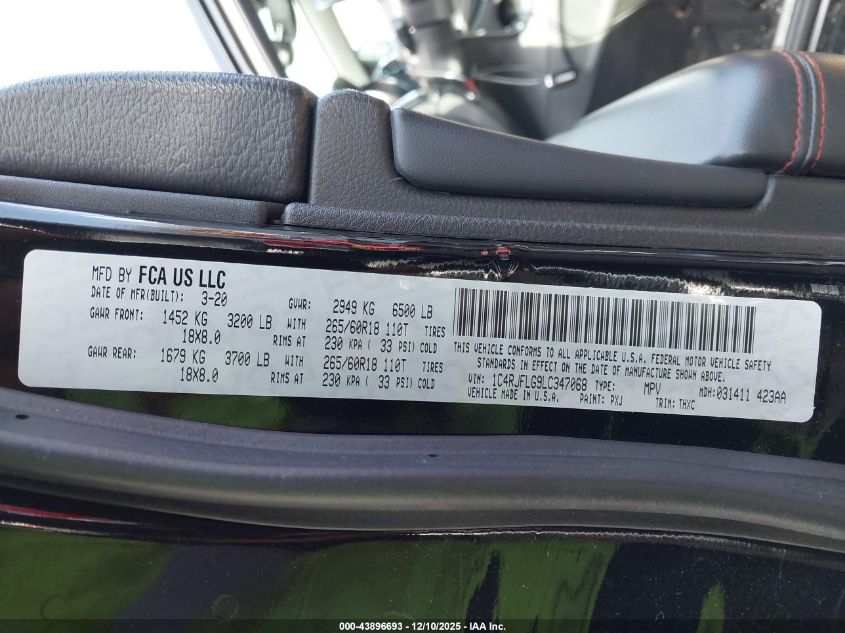 MFD BY FCA US LLC
DATE OF MFR(BUILT): 3-20 GVWR: 2949 KG 6500 LB
GAWR FRONT: 1452 KG 3200 LB WITH 265/60R18 110T TIRES
18X8.0 RIMS AT 230 KPA ( 33 PSI) COLD
GAWR REAR: 1679 KG 3700 LB WITH 265/60R18 110T TIRES
18X8.0 RIMS AT 230 KPA ( 33 PSI) COLD
THIS VEHICLE CONFORMS TO ALL APPLICABLE U.S.A. FEDERAL MOTOR VEHICLE SAFETY
AND THEFT PREVENTION STANDARDS IN EFFECT ON THE DATE OF MANUFACTURE SHOWN ABOVE.
VIN: 1C4RJFLG9LC347068 TYPE: MPV MDH:031411 423AA
VEHICLE MADE IN U.S.A. PAINT: PXJ TRIM: THXC
000-43896693 - 12/10/2025 - IAA Inc.